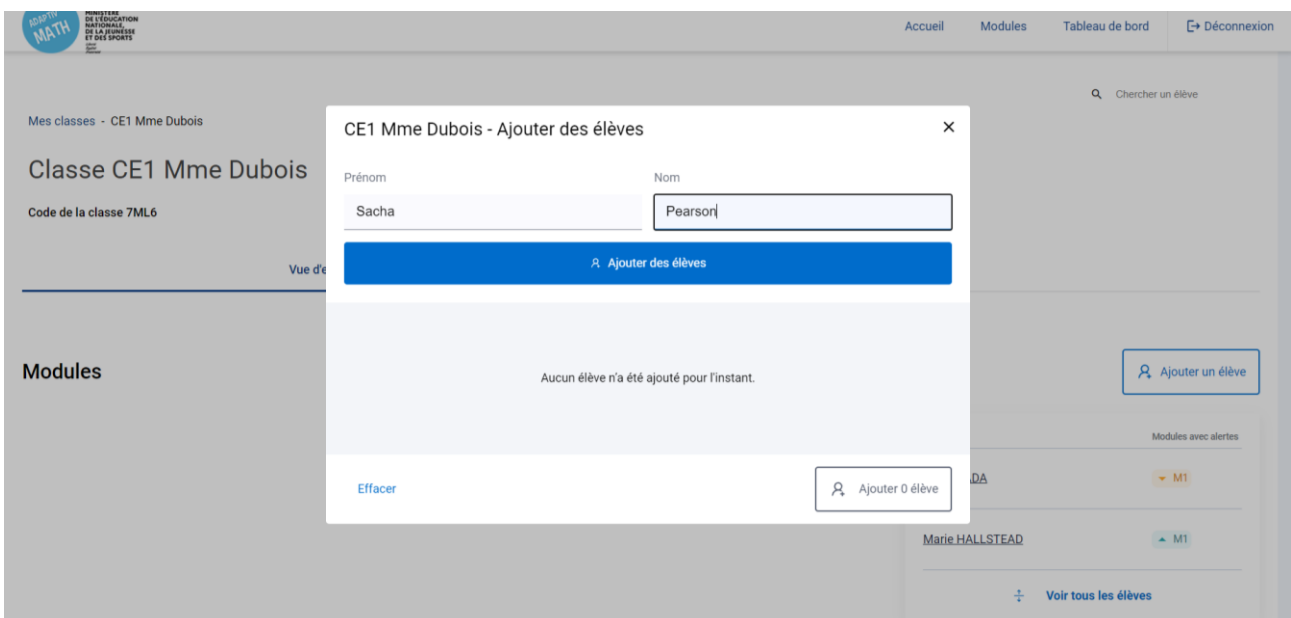 ADAPTIV
MATH
MINISTÈRE
DE L'ÉDUCATION
NATIONALE,
DE LA JEUNESSE
ET DES SPORTS
Accueil
Modules
Tableau de bord
Déconnexion
Chercher un élève
Mes classes - CE1 Mme Dubois
Classe CE1 Mme Dubois
Code de la classe 7ML6
Vue d'e
CE1 Mme Dubois - Ajouter des élèves
Prénom
Nom
Sacha
Pearson
Ajouter des élèves
Aucun élève n'a été ajouté pour l'instant.
Effacer
Ajouter 0 élève
Modules
Ajouter un élève
Modules avec alertes
DA
M1
Marie HALLSTEAD
M1
Voir tous les élèves